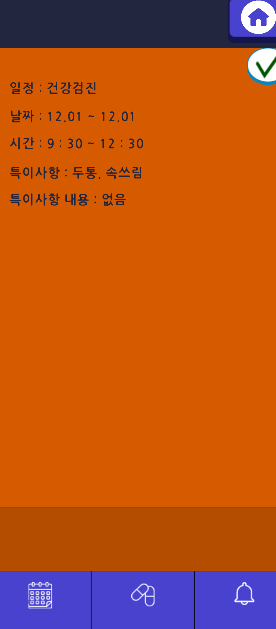 일정 : 건강검진
날짜 : 12.01 ~ 12.01
시간 : 9 : 30 ~ 12 : 30
특이사항 : 두통, 속쓰림
특이사항 내용 : 없음